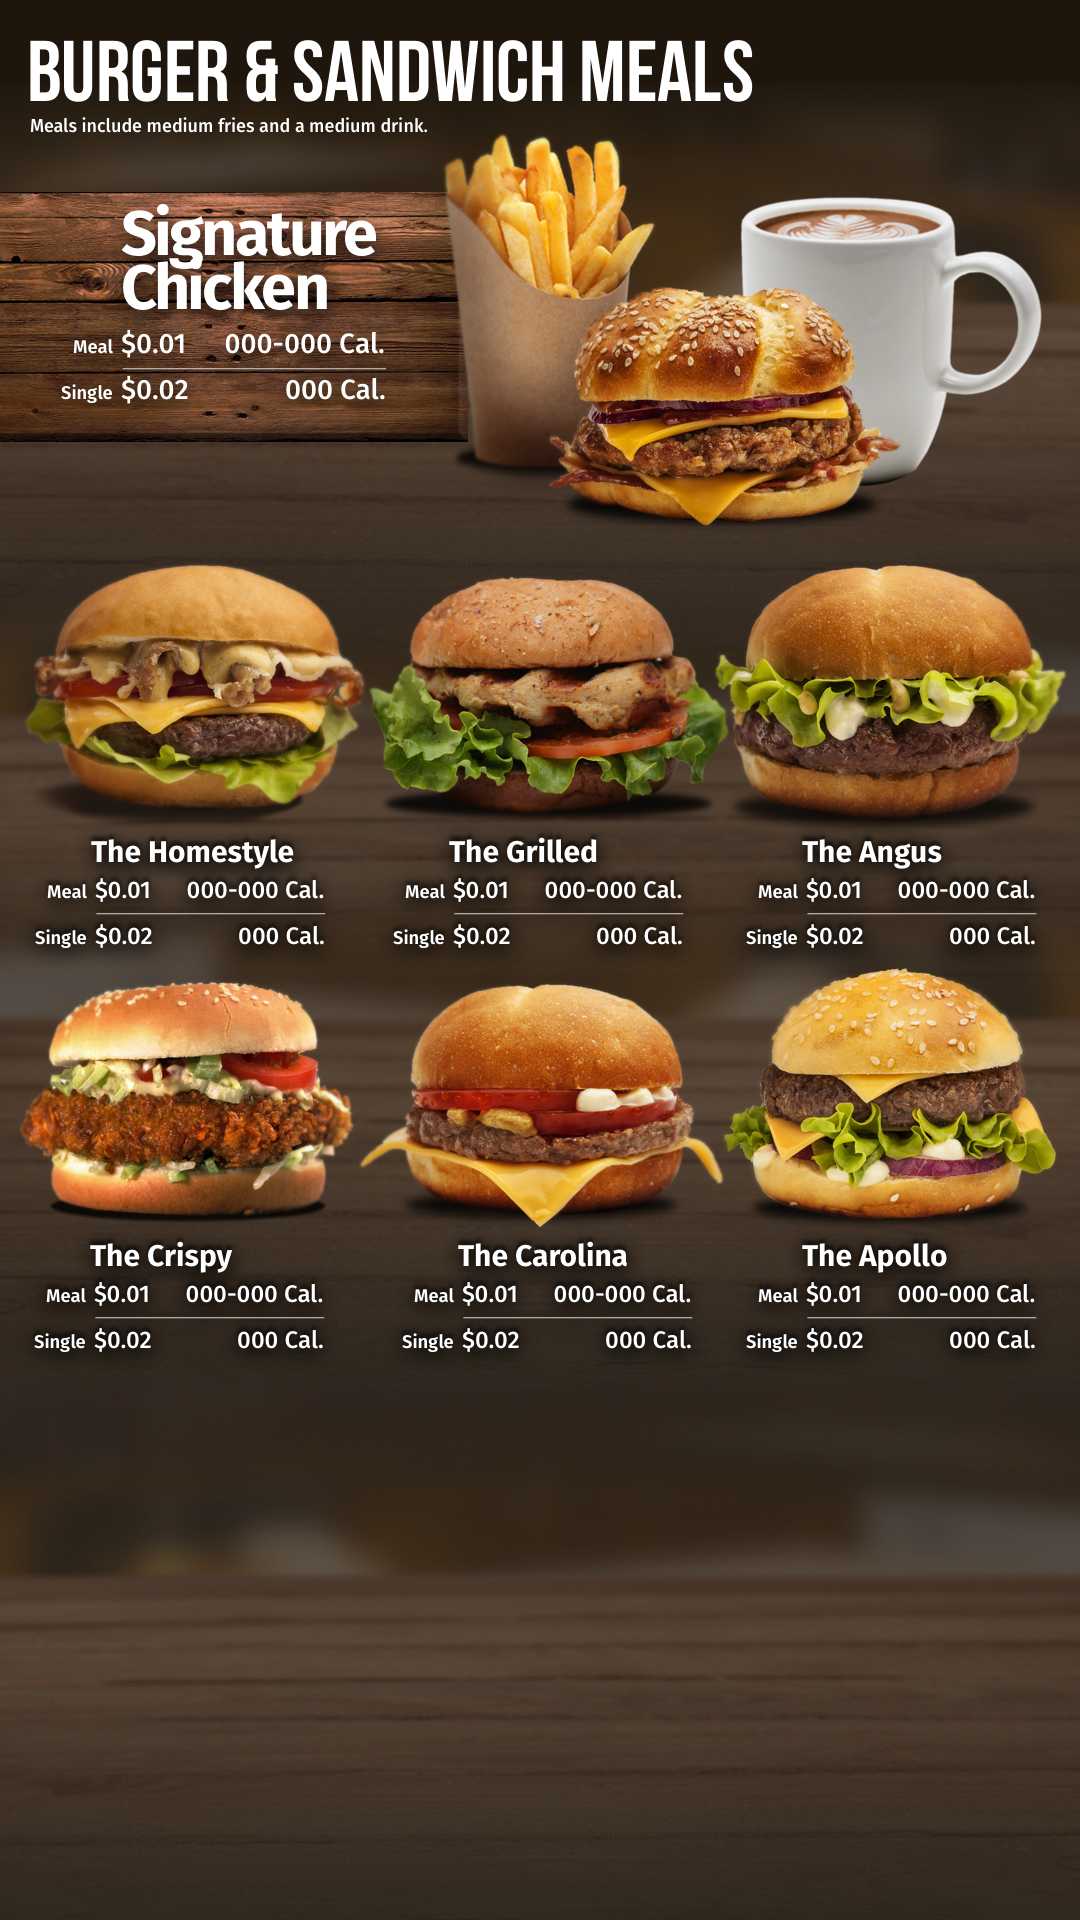 BURGER & SANDWICH MEALS
Meals include medium fries and a medium drink.
Signature
Chicken
Meal $0.01 000-000 Cal.
Single $0.02 000 Cal.
The Homestyle
Meal $0.01 000-000 Cal.
Single $0.02 000 Cal.
The Grilled
Meal $0.01 000-000 Cal.
Single $0.02 000 Cal.
The Angus
Meal $0.01 000-000 Cal.
Single $0.02 000 Cal.
The Crispy
Meal $0.01 000-000 Cal.
Single $0.02 000 Cal.
The Carolina
Meal $0.01 000-000 Cal.
Single $0.02 000 Cal.
The Apollo
Meal $0.01 000-000 Cal.
Single $0.02 000 Cal.